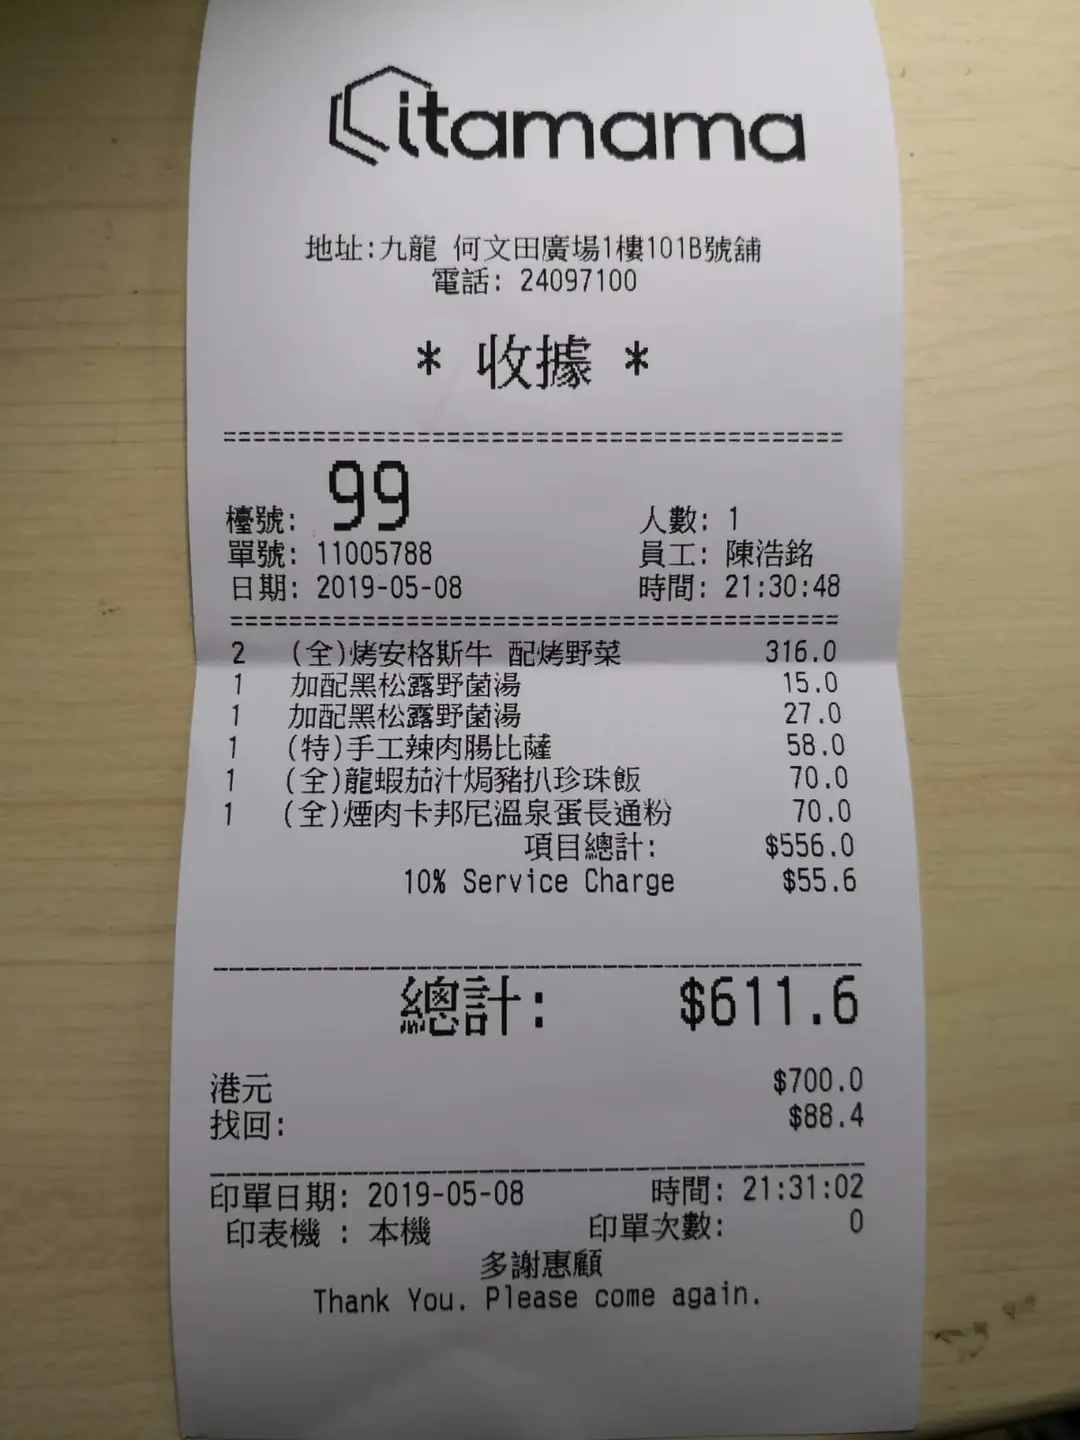 itamama
地址:九龍 何文田廣場1樓101B號舖
電話: 24097100
* 收據 *
檯號: 99 人數: 1
單號: 11005788 員工: 陳浩銘
日期: 2019-05-08 時間: 21:30:48
2 (全)烤安格斯牛 配烤野菜 316.0
1 加配黑松露野菌湯 15.0
1 加配黑松露野菌湯 27.0
1 (特)手工辣肉腸比薩 58.0
1 (全)龍蝦茄汁焗豬扒珍珠飯 70.0
1 (全)煙肉卡邦尼溫泉蛋長通粉 70.0
項目總計: $556.0
10% Service Charge $55.6
總計: $611.6
港元 $700.0
找回: $88.4
印單日期: 2019-05-08 時間: 21:31:02
印表機 : 本機 印單次數: 0
多謝惠顧
Thank You. Please come again.